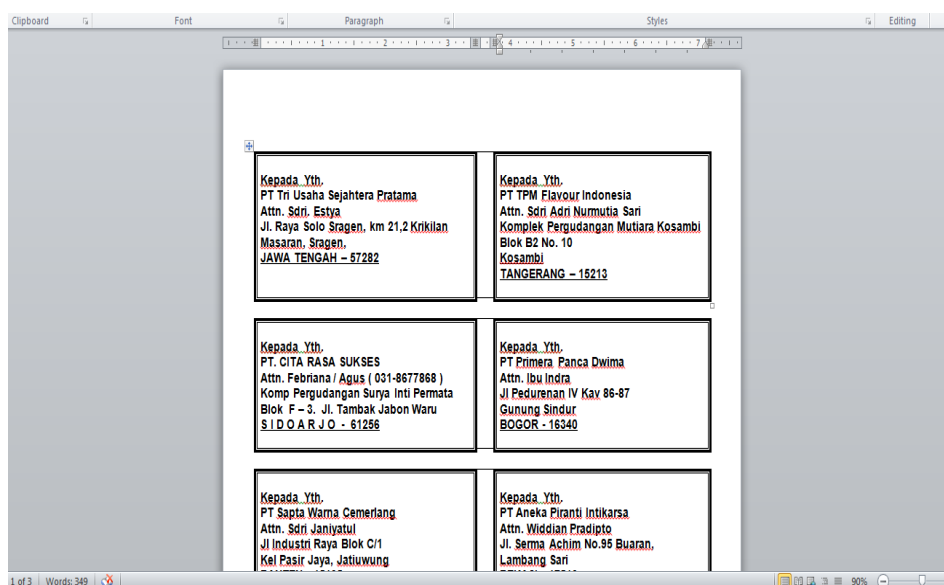 Clipboard Font Paragraph Styles Editing
1 2 3 4 5 6 7
Kepada Yth.
PT Tri Usaha Sejahtera Pratama
Attn. Sdri. Estya
Jl. Raya Solo Sragen, km 21,2 Krikilan
Masaran, Sragen,
JAWA TENGAH – 57282
Kepada Yth.
PT TPM Flavour Indonesia
Attn. Sdri Adri Nurmutia Sari
Komplek Pergudangan Mutiara Kosambi
Blok B2 No. 10
Kosambi
TANGERANG – 15213
Kepada Yth.
PT. CITA RASA SUKSES
Attn. Febriana / Agus ( 031-8677868 )
Komp Pergudangan Surya Inti Permata
Blok F – 3. Jl. Tambak Jabon Waru
S I D O A R J O - 61256
Kepada Yth.
PT Primera Panca Dwima
Attn. Ibu Indra
Jl Pedurenan IV Kav 86-87
Gunung Sindur
BOGOR - 16340
Kepada Yth.
PT Sapta Warna Cemerlang
Attn. Sdri Janiyatul
Jl Industri Raya Blok C/1
Kel Pasir Jaya, Jatiuwung
Kepada Yth.
PT Aneka Piranti Intikarsa
Attn. Widdian Pradipto
Jl. Serma Achim No.95 Buaran,
Lambang Sari
1 of 3 Words: 349 90%